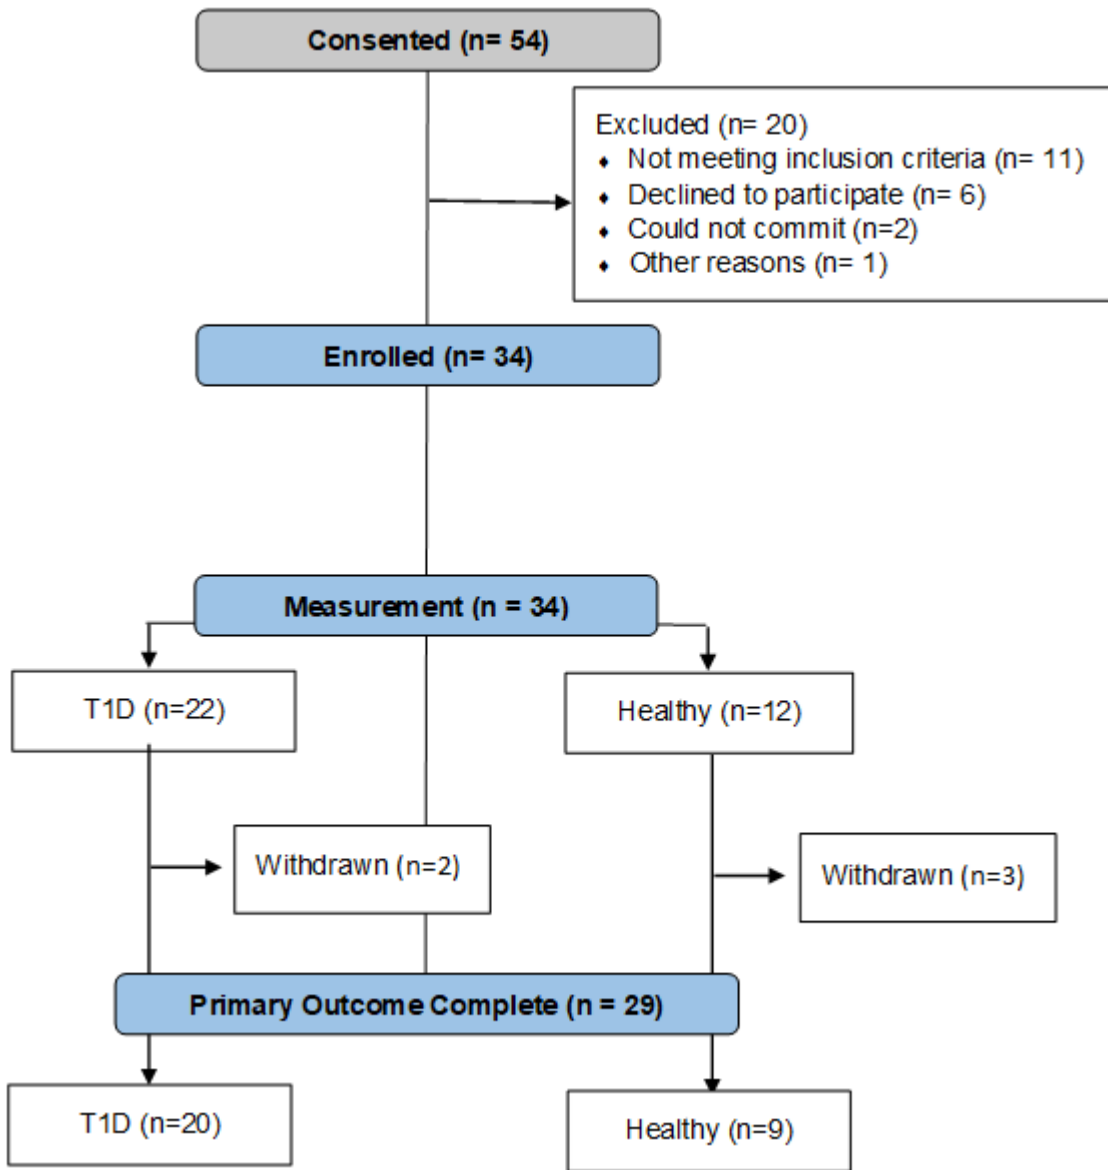 Consented (n= 54)
Excluded (n= 20)
♦ Not meeting inclusion criteria (n= 11)
♦ Declined to participate (n= 6)
♦ Could not commit (n=2)
♦ Other reasons (n= 1)
Enrolled (n= 34)
Measurement (n = 34)
T1D (n=22)
Healthy (n=12)
Withdrawn (n=2)
Withdrawn (n=3)
Primary Outcome Complete (n = 29)
T1D (n=20)
Healthy (n=9)